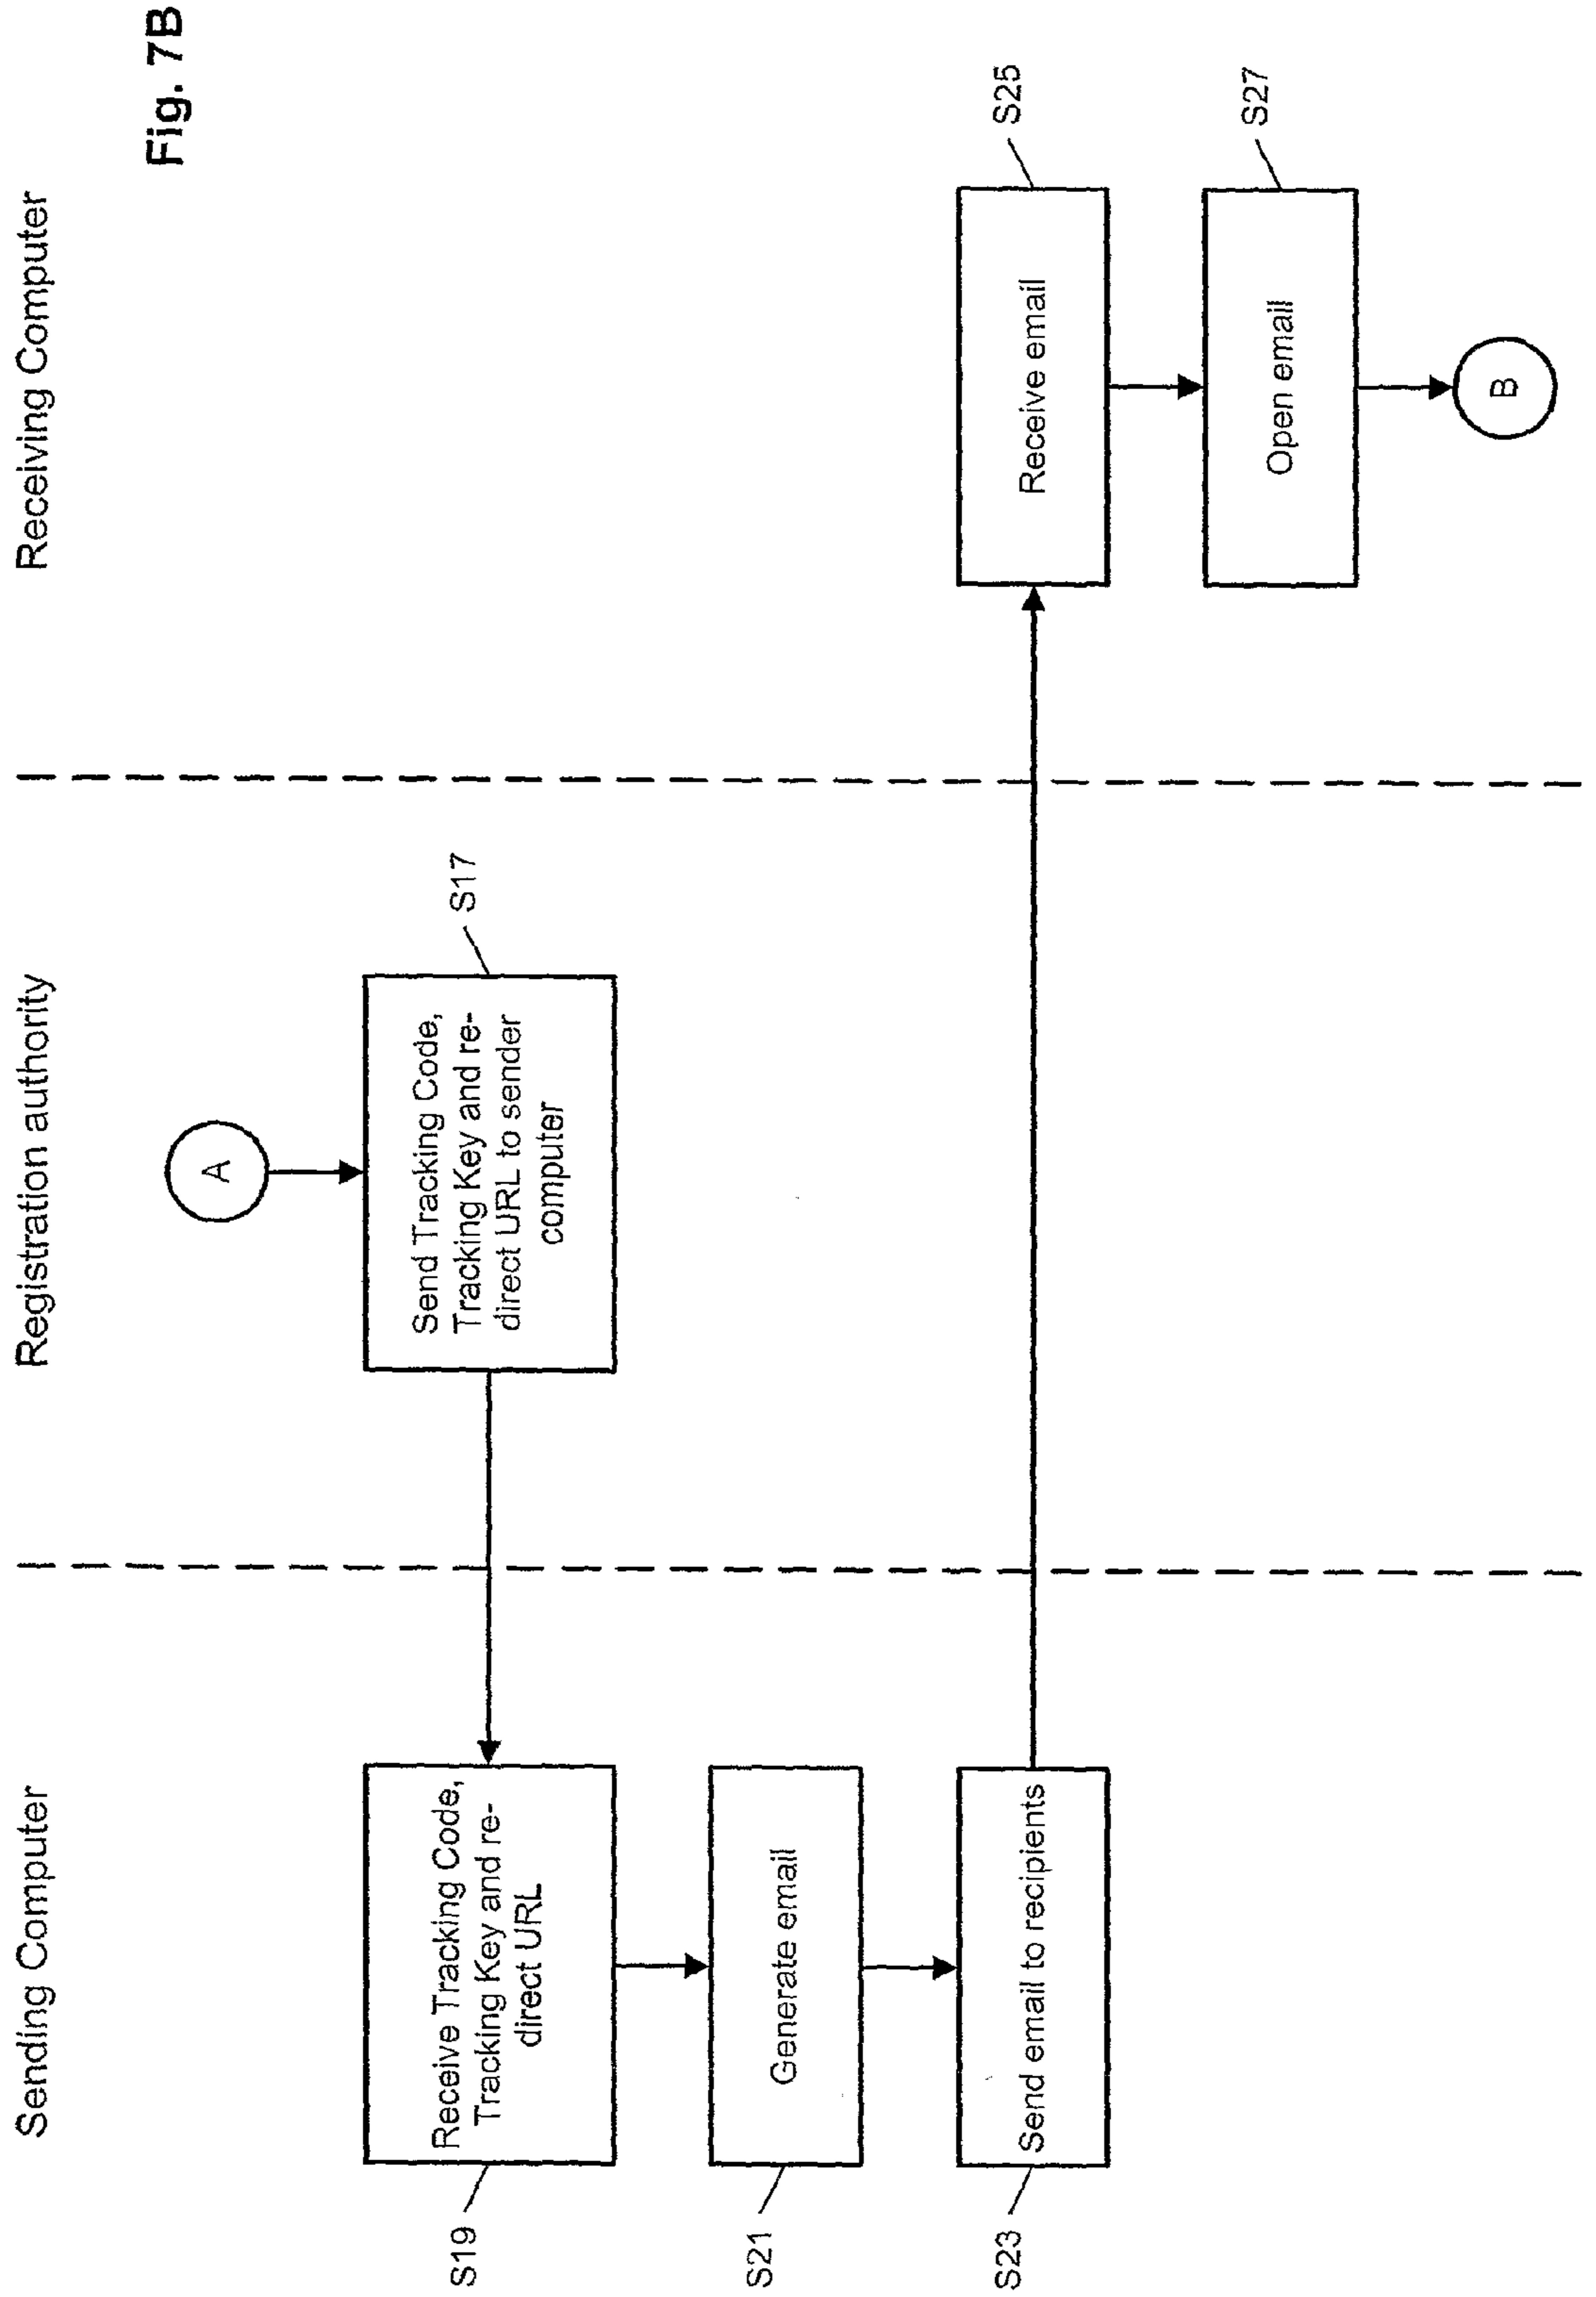 Fig. 7B
Sending Computer
Registration authority
Receiving Computer
A
Send Tracking Code,
Tracking Key and re-
direct URL to sender
computer
S17
S19
Receive Tracking Code,
Tracking Key and re-
direct URL
S21
Generate email
S23
Send email to recipients
Receive email
S25
Open email
S27
B